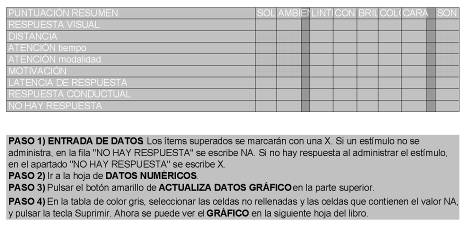 PUNTUACIÓN RESUMEN SOL AMBIEN LINT CON BRIL COLO CARA SON
RESPUESTA VISUAL
DISTANCIA
ATENCIÓN tiempo
ATENCIÓN modalidad
MOTIVACIÓN
LATENCIA DE RESPUESTA
RESPUESTA CONDUCTUAL
NO HAY RESPUESTA
PASO 1) ENTRADA DE DATOS. Los ítems superados se marcarán con una X. Si un estímulo no se
administra, en la fila "NO HAY RESPUESTA" se escribe NA. Si no hay respuesta al administrar el estímulo,
en el apartado "NO HAY RESPUESTA" se escribe X.
PASO 2) Ir a la hoja de DATOS NUMÉRICOS.
PASO 3) Pulsar el botón amarillo de ACTUALIZA DATOS GRÁFICO en la parte superior.
PASO 4) En la tabla de color gris, seleccionar las celdas no rellenadas y las celdas que contienen el valor NA,
y pulsar la tecla Suprimir. Ahora se puede ver el GRÁFICO en la siguiente hoja del libro.